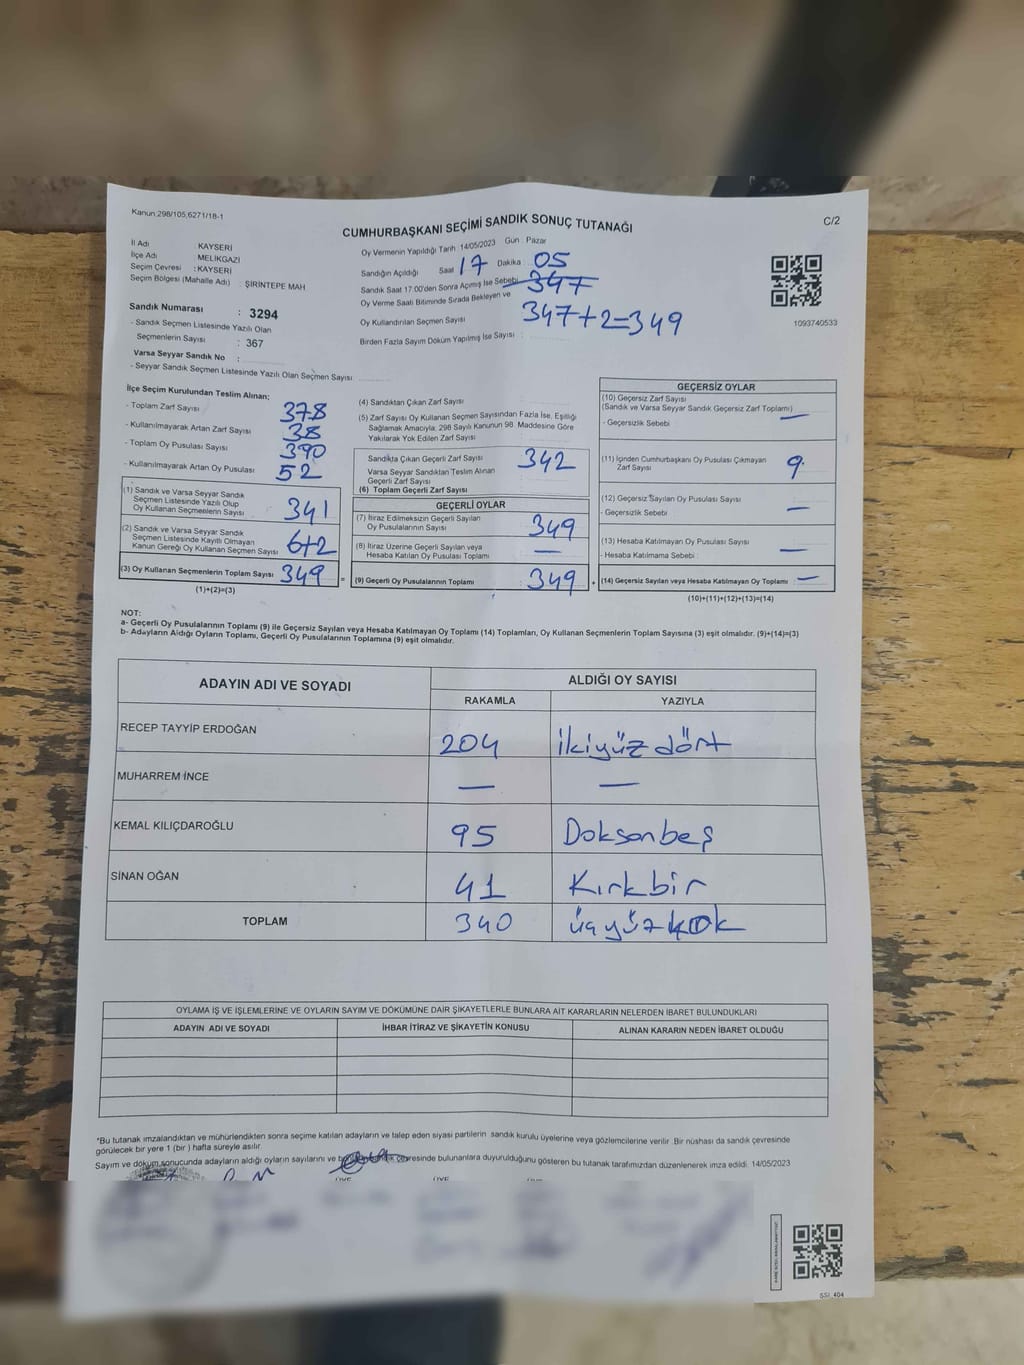 Kanun:298/105,6271/18-1
C/2
CUMHURBAŞKANI SEÇİMİ SANDIK SONUÇ TUTANAĞI
İl Adı KAYSERİ
İlçe Adı MELİKGAZİ
Seçim Çevresi : KAYSERİ
Seçim Bölgesi (Mahalle Adı) : ŞİRİNTEPE MAH
Sandık Numarası : 3294
- Sandık Seçmen Listesinde Yazılı Olan
Seçmenlerin Sayısı : 367
Varsa Seyyar Sandık No :
- Seyyar Sandık Seçmen Listesinde Yazılı Olan Seçmen Sayısı
Oy Vermenin Yapıldığı Tarih 14/05/2023 Gün Pazar
Sandığın Açıldığı Saat 17 Dakika 05
Sandık Saat 17:00'den Sonra Açımış İse Sebebi 347
Oy Verme Saati Bitiminde Sırada Bekleyen ve
Oy Kullandırılan Seçmen Sayısı 347+2=349
Birden Fazla Sayım Döküm Yapılmış İse Sayısı :
1093740533
İlçe Seçim Kurulundan Teslim Alınan;
- Toplam Zarf Sayısı 378
- Kullanılmayarak Artan Zarf Sayısı 38
- Toplam Oy Pusulası Sayısı 390
- Kullanılmayarak Artan Oy Pusulası 52
(1) Sandık ve Varsa Seyyar Sandık
Seçmen Listesinde Yazılı Olup
Oy Kullanan Seçmenlerin Sayısı 341
(2) Sandık ve Varsa Seyyar Sandık
Seçmen Listesinde Kayıtlı Olmayan
Kanun Gereği Oy Kullanan Seçmen Sayısı 6+2
(3) Oy Kullanan Seçmenlerin Toplam Sayısı 349 =
(1)+(2)=(3)
(4) Sandıktan Çıkan Zarf Sayısı
(5) Zarf Sayısı Oy Kullanan Seçmen Sayısından Fazla İse, Eşitliği
Sağlamak Amacıyla; 298 Sayılı Kanunun 98. Maddesine Göre
Yakılarak Yok Edilen Zarf Sayısı
Sandıkta Çıkan Geçerli Zarf Sayısı 342
Varsa Seyyar Sandıktan Teslim Alınan
Geçerli Zarf Sayısı
(6) Toplam Geçerli Zarf Sayısı
GEÇERLİ OYLAR
(7) İtiraz Edilmeksizin Geçerli Sayılan
Oy Pusulalarının Sayısı 349
(8) İtiraz Üzerine Geçerli Sayılan veya
Hesaba Katılan Oy Pusulası Toplamı —
(9) Geçerli Oy Pusulalarının Toplamı 349 +
GEÇERSİZ OYLAR
(10) Geçersiz Zarf Sayısı
(Sandık ve Varsa Seyyar Sandık Geçersiz Zarf Toplamı) —
- Geçersizlik Sebebi
(11) İçinden Cumhurbaşkanı Oy Pusulası Çıkmayan
Zarf Sayısı 9
(12) Geçersiz Sayılan Oy Pusulası Sayısı
- Geçersizlik Sebebi : —
(13) Hesaba Katılmayan Oy Pusulası Sayısı
- Hesaba Katılmama Sebebi : —
(14) Geçersiz Sayılan veya Hesaba Katılmayan Oy Toplamı : —
(10)+(11)+(12)+(13)=(14)
NOT:
a- Geçerli Oy Pusulalarının Toplamı (9) ile Geçersiz Sayılan veya Hesaba Katılmayan Oy Toplamı (14) Toplamları, Oy Kullanan Seçmenlerin Toplam Sayısına (3) eşit olmalıdır. (9)+(14)=(3)
b- Adayların Aldığı Oyların Toplamı, Geçerli Oy Pusulalarının Toplamına (9) eşit olmalıdır.
ADAYIN ADI VE SOYADI ALDIĞI OY SAYISI
RAKAMLA YAZIYLA
RECEP TAYYİP ERDOĞAN 204 ikiyüz dört
MUHARREM İNCE — —
KEMAL KILIÇDAROĞLU 95 Doksanbeş
SİNAN OĞAN 41 Kırkbir
TOPLAM 340 üçyüz
OYLAMA İŞ VE İŞLEMLERİNE VE OYLARIN SAYIM VE DÖKÜMÜNE DAİR ŞİKAYETLERLE BUNLARA AİT KARARLARIN NELERDEN İBARET BULUNDUKLARI
ADAYIN ADI VE SOYADI İHBAR İTİRAZ VE ŞİKAYETİN KONUSU ALINAN KARARIN NEDEN İBARET OLDUĞU
*Bu tutanak imzalandıktan ve mühürlendikten sonra seçime katılan adayların ve talep eden siyasi partilerin sandık kurulu üyelerine veya gözlemcilerine verilir. Bir nüshası da sandık çevresinde
görülecek bir yere 1 (bir ) hafta süreyle asılır.
Sayım ve döküm sonucunda adayların aldığı oyların sayılarını ve çevresinde bulunanlara duyurulduğunu gösteren bu tutanak tarafımızdan düzenlenerek imza edildi. 14/05/2023
ÜYE ÜYE
SSI_404